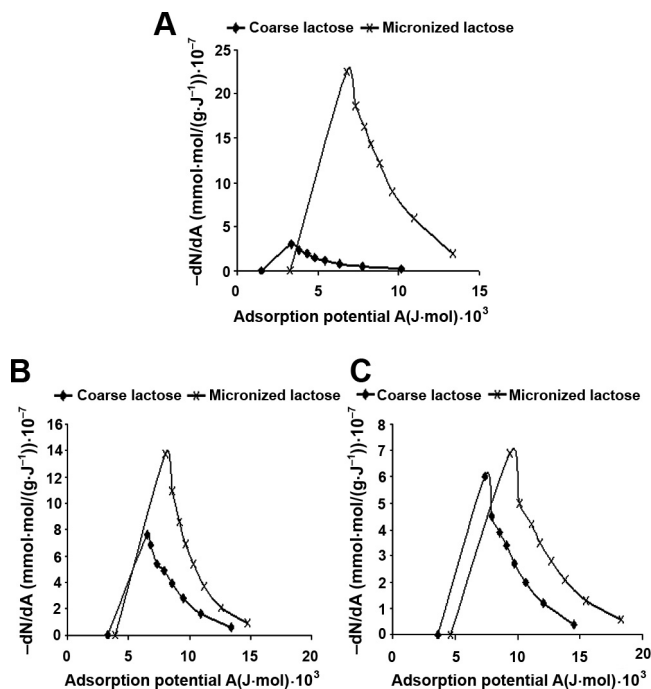 A
Coarse lactose Micronized lactose
−dN/dA (mmol·mol/(g·J⁻¹))·10⁻⁷
25
20
15
10
5
0
0 5 10 15
Adsorption potential A(J·mol)·10³
B
Coarse lactose Micronized lactose
−dN/dA (mmol·mol/(g·J⁻¹))·10⁻⁷
16
14
12
10
8
6
4
2
0
0 5 10 15 20
Adsorption potential A(J·mol)·10³
C
Coarse lactose Micronized lactose
−dN/dA (mmol·mol/(g·J⁻¹))·10⁻⁷
8
7
6
5
4
3
2
1
0
0 5 10 15 20
Adsorption potential A(J·mol)·10³